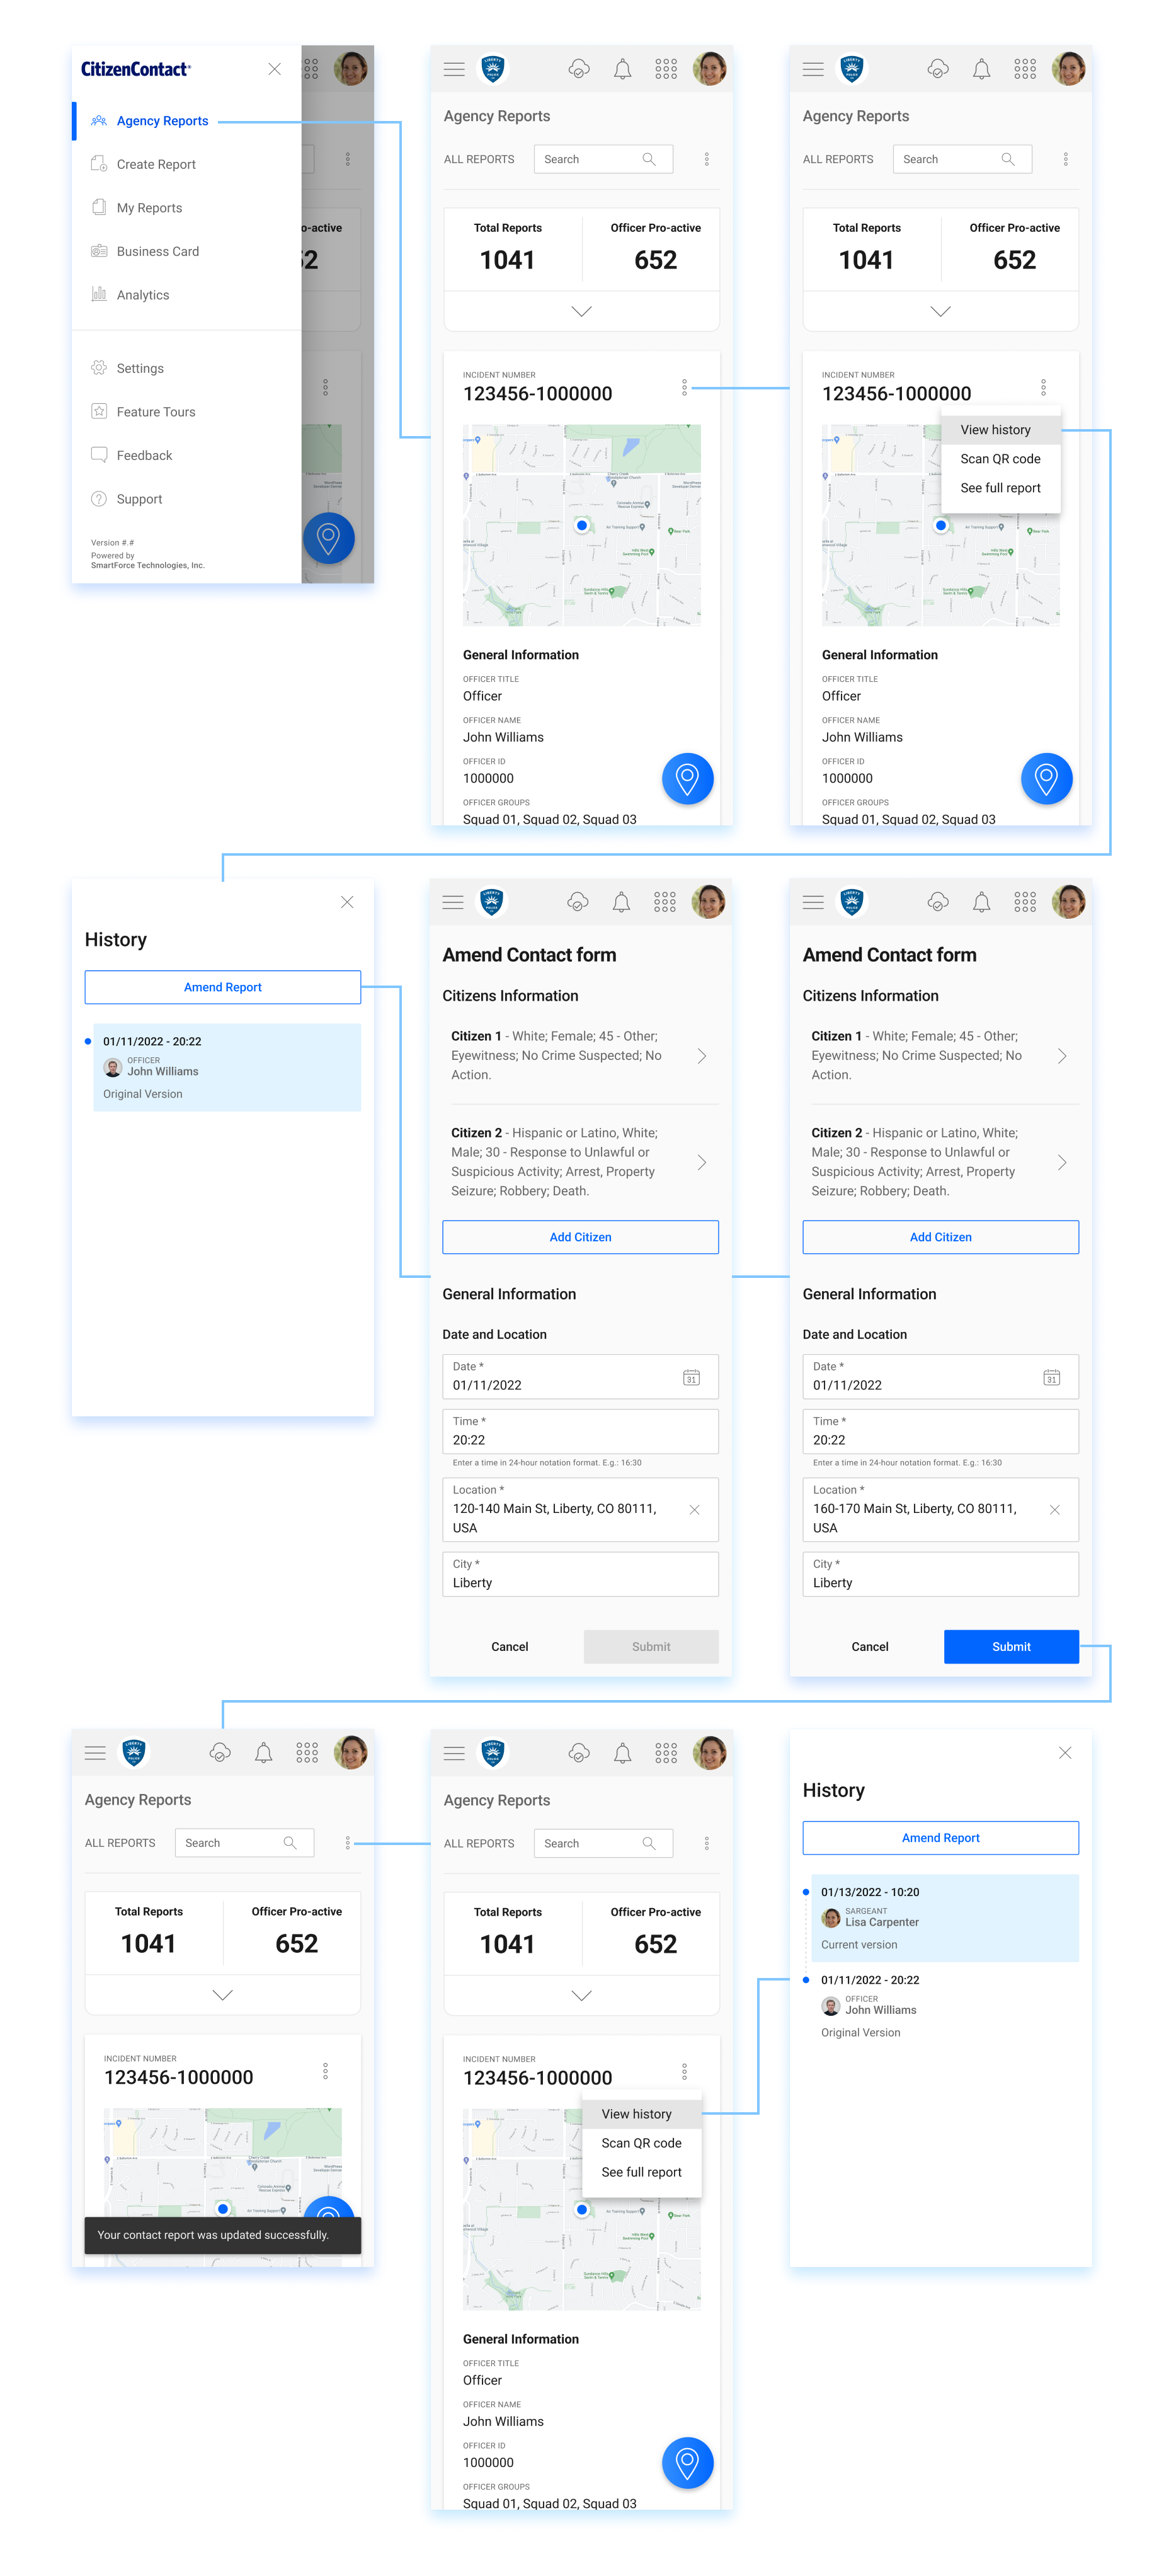 CitizenContact
Agency Reports
Create Report
My Reports
Business Card
Analytics
Settings
Feature Tours
Feedback
Support
Version #.#
Powered by
SmartForce Technologies, Inc.
o-active
52
LIBERTY
POLICE
Agency Reports
ALL REPORTS
Search
Total Reports
Officer Pro-active
1041
652
INCIDENT NUMBER
123456-1000000
General Information
OFFICER TITLE
Officer
OFFICER NAME
John Williams
OFFICER ID
1000000
OFFICER GROUPS
Squad 01, Squad 02, Squad 03
LIBERTY
POLICE
Agency Reports
ALL REPORTS
Search
Total Reports
Officer Pro-active
1041
652
INCIDENT NUMBER
123456-1000000
View history
Scan QR code
See full report
General Information
OFFICER TITLE
Officer
OFFICER NAME
John Williams
OFFICER ID
1000000
OFFICER GROUPS
Squad 01, Squad 02, Squad 03
History
Amend Report
01/11/2022 - 20:22
OFFICER
John Williams
Original Version
LIBERTY
POLICE
Amend Contact form
Citizens Information
Citizen 1 - White; Female; 45 - Other;
Eyewitness; No Crime Suspected; No
Action.
Citizen 2 - Hispanic or Latino, White;
Male; 30 - Response to Unlawful or
Suspicious Activity; Arrest, Property
Seizure; Robbery; Death.
Add Citizen
General Information
Date and Location
Date *
01/11/2022
31
Time *
20:22
Enter a time in 24-hour notation format. E.g.: 16:30
Location *
120-140 Main St, Liberty, CO 80111,
USA
City *
Liberty
Cancel
Submit
LIBERTY
POLICE
Amend Contact form
Citizens Information
Citizen 1 - White; Female; 45 - Other;
Eyewitness; No Crime Suspected; No
Action.
Citizen 2 - Hispanic or Latino, White;
Male; 30 - Response to Unlawful or
Suspicious Activity; Arrest, Property
Seizure; Robbery; Death.
Add Citizen
General Information
Date and Location
Date *
01/11/2022
31
Time *
20:22
Enter a time in 24-hour notation format. E.g.: 16:30
Location *
160-170 Main St, Liberty, CO 80111,
USA
City *
Liberty
Cancel
Submit
LIBERTY
POLICE
Agency Reports
ALL REPORTS
Search
Total Reports
Officer Pro-active
1041
652
INCIDENT NUMBER
123456-1000000
Your contact report was updated successfully.
LIBERTY
POLICE
Agency Reports
ALL REPORTS
Search
Total Reports
Officer Pro-active
1041
652
INCIDENT NUMBER
123456-1000000
View history
Scan QR code
See full report
General Information
OFFICER TITLE
Officer
OFFICER NAME
John Williams
OFFICER ID
1000000
OFFICER GROUPS
Squad 01, Squad 02, Squad 03
History
Amend Report
01/13/2022 - 10:20
SARGEANT
Lisa Carpenter
Current version
01/11/2022 - 20:22
OFFICER
John Williams
Original Version